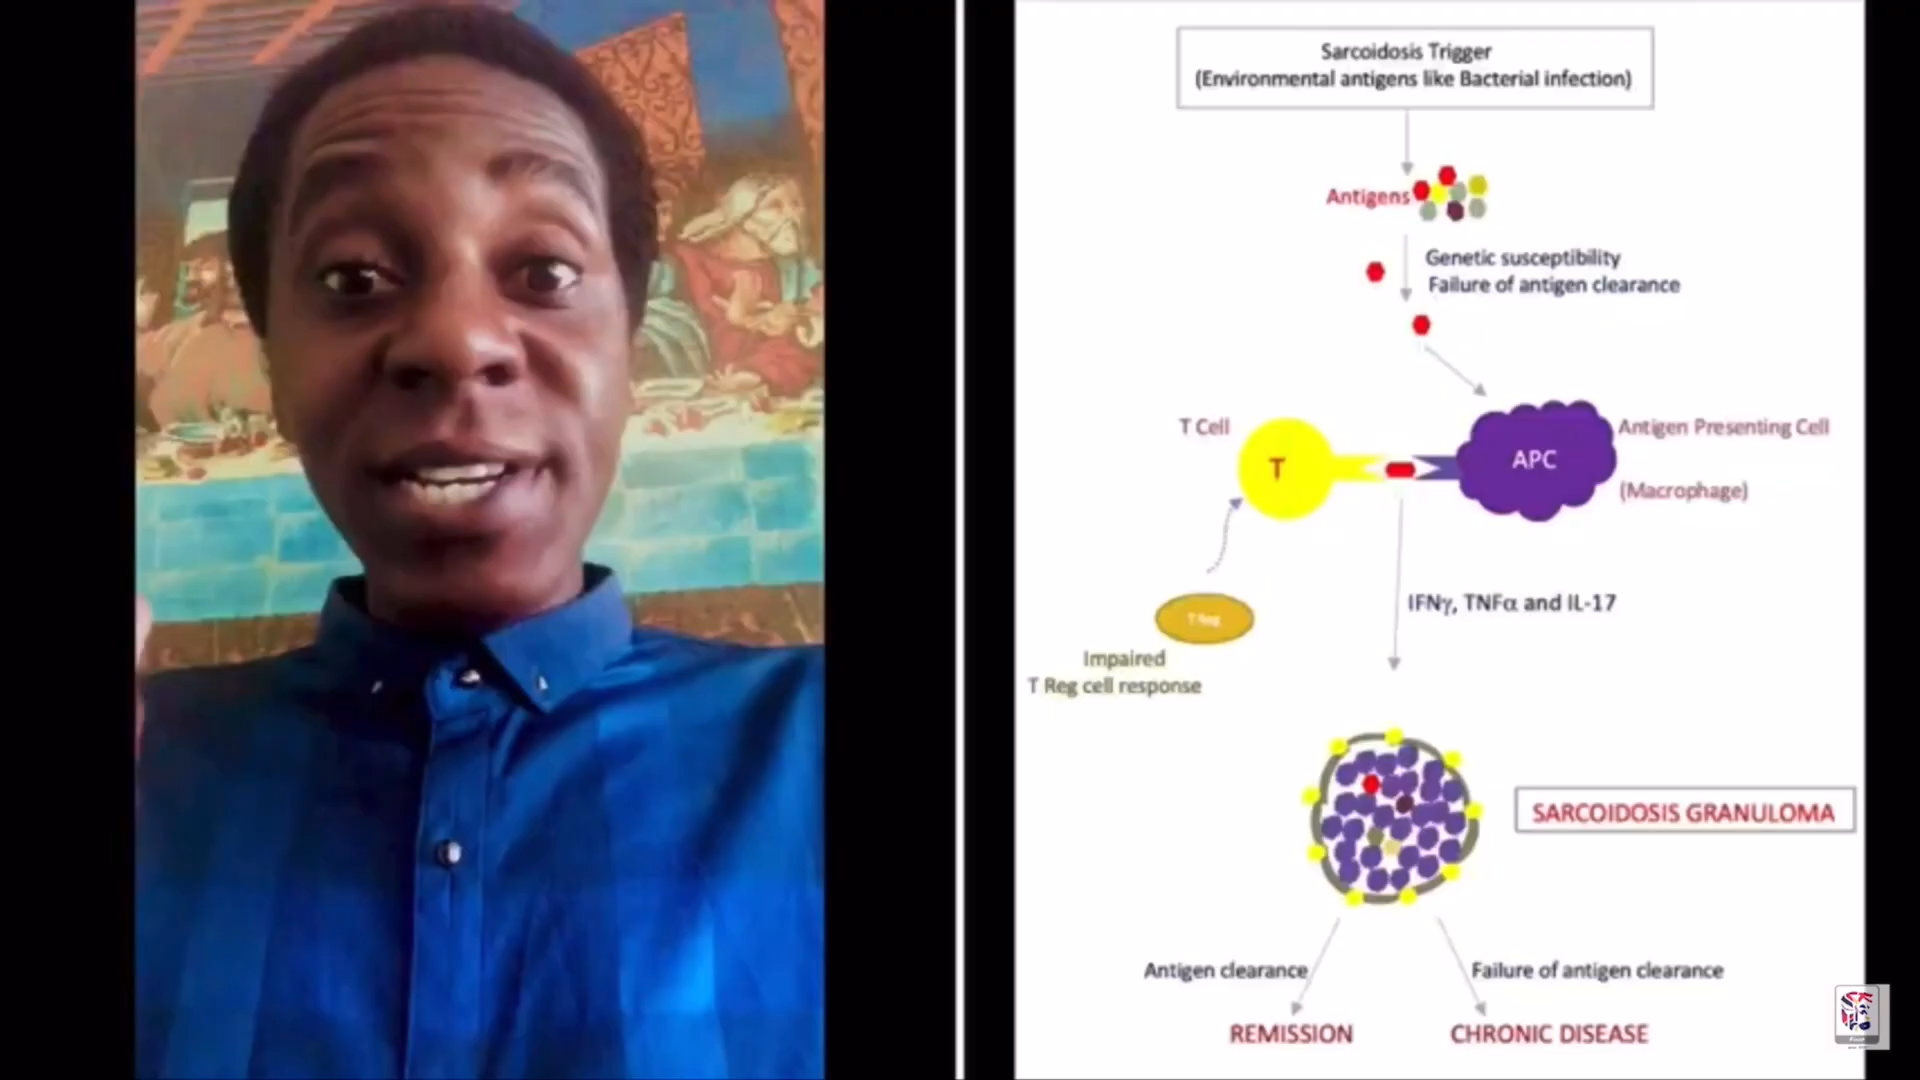 Sarcoidosis Trigger
(Environmental antigens like Bacterial infection)
Antigens
Genetic susceptibility
Failure of antigen clearance
T Cell
T
APC
Antigen Presenting Cell
(Macrophage)
T Reg
IFNγ, TNFα and IL-17
Impaired
T Reg cell response
SARCOIDOSIS GRANULOMA
Antigen clearance
Failure of antigen clearance
REMISSION
CHRONIC DISEASE